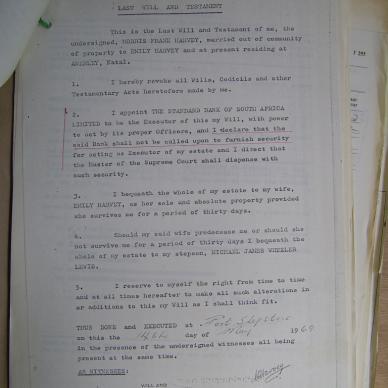 LAST WILL AND TESTAMENT
This is the Last Will and Testament of me, the
undersigned, FRANK HARVEY, married out of community
of property to EMILY HARVEY and at present residing at
Natal.
1. I hereby revoke all Wills, Codicils and other
Testamentary Acts heretofore made by me.
2. I appoint THE STANDARD BANK OF SOUTH AFRICA
LIMITED to be the Executor of this my Will, with power
to act by its proper Officers, and I declare that the
said Bank shall not be called upon to furnish security
for acting as Executor of my estate and I direct that
the Master of the Supreme Court shall dispense with
such security.
3. I bequeath the whole of my estate to my wife,
EMILY HARVEY, as her sole and absolute property provided
she survives me for a period of thirty days.
4. Should my said wife predecease me or should she
not survive me for a period of thirty days I bequeath the
whole of my estate to my stepson, MICHAEL JAMES WHEELER
LEWIS.
5. I reserve to myself the right from time to time
and at all times hereafter to make all such alterations in
or additions to this my Will as I shall think fit.
THUS DONE and EXECUTED at Port Shepstone
on this the 14th day of May 1969
in the presence of the undersigned witnesses all being
present at the same time.
AS WITNESSES: